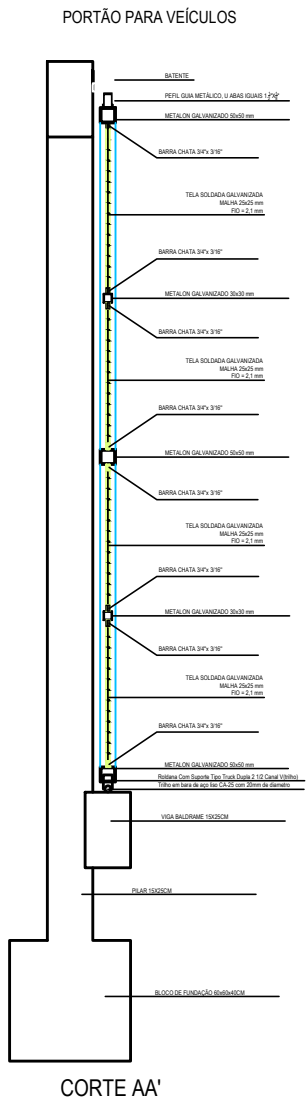 PORTÃO PARA VEÍCULOS
BATENTE
PEFIL GUIA METÁLICO, U ABAS IGUAIS
METALON GALVANIZADO 50x50 mm
BARRA CHATA 3/4"x 3/16"
TELA SOLDADA GALVANIZADA
MALHA 25x25 mm
FIO = 2,1 mm
BARRA CHATA 3/4"x 3/16"
METALON GALVANIZADO 30x30 mm
BARRA CHATA 3/4"x 3/16"
TELA SOLDADA GALVANIZADA
MALHA 25x25 mm
FIO = 2,1 mm
BARRA CHATA 3/4"x 3/16"
METALON GALVANIZADO 50x50 mm
BARRA CHATA 3/4"x 3/16"
TELA SOLDADA GALVANIZADA
MALHA 25x25 mm
FIO = 2,1 mm
BARRA CHATA 3/4"x 3/16"
METALON GALVANIZADO 30x30 mm
BARRA CHATA 3/4"x 3/16"
TELA SOLDADA GALVANIZADA
MALHA 25x25 mm
FIO = 2,1 mm
BARRA CHATA 3/4"x 3/16"
METALON GALVANIZADO 50x50 mm
Roldana Com Suporte Tipo Truck Dupla 2 1/2 Canal V(trilho)
Trilho em bara de aço liso CA-25 com 20mm de diametro
VIGA BALDRAME 15X25CM
PILAR 15X25CM
BLOCO DE FUNDAÇÃO 60x60x40CM
CORTE AA'